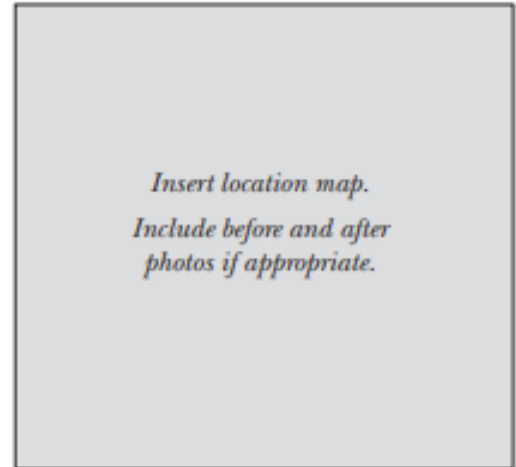 Insert location map.
Include before and after
photos if appropriate.